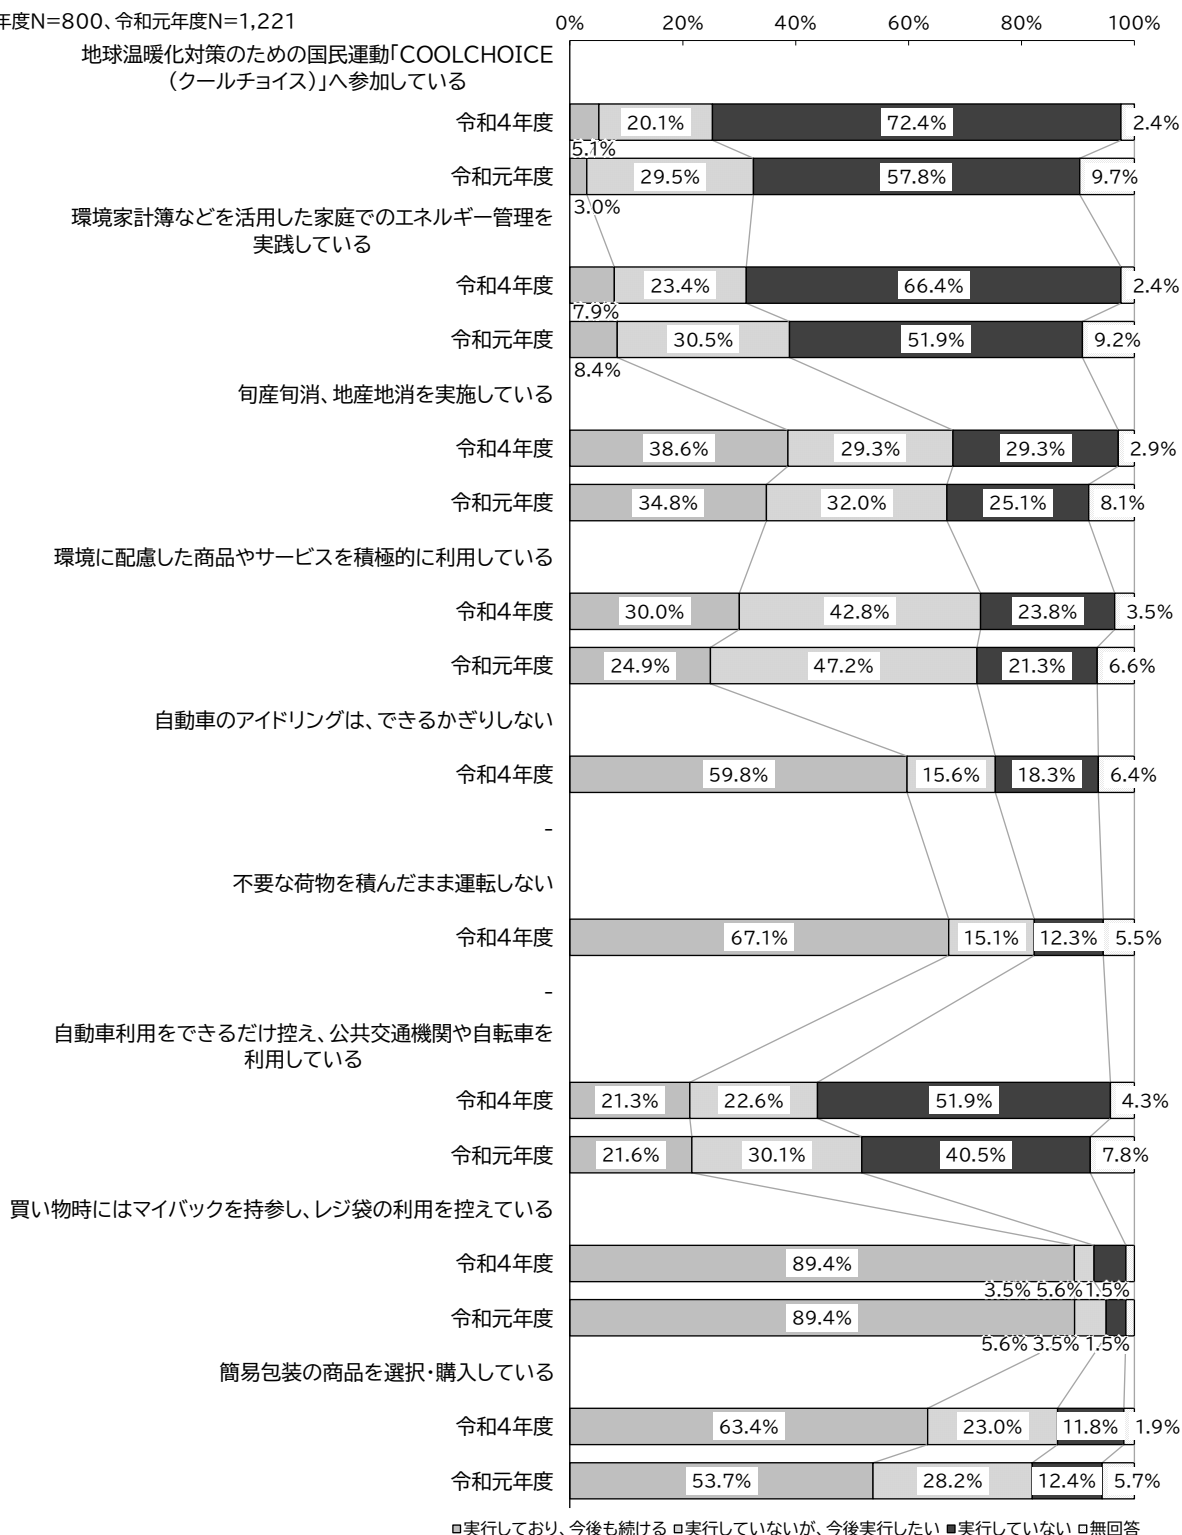 年度N=800、令和元年度N=1,221
0% 20% 40% 60% 80% 100%
地球温暖化対策のための国民運動「COOLCHOICE
（クールチョイス）」へ参加している
令和4年度 5.1% 20.1% 72.4% 2.4%
令和元年度 3.0% 29.5% 57.8% 9.7%
環境家計簿などを活用した家庭でのエネルギー管理を
実践している
令和4年度 7.9% 23.4% 66.4% 2.4%
令和元年度 8.4% 30.5% 51.9% 9.2%
旬産旬消、地産地消を実施している
令和4年度 38.6% 29.3% 29.3% 2.9%
令和元年度 34.8% 32.0% 25.1% 8.1%
環境に配慮した商品やサービスを積極的に利用している
令和4年度 30.0% 42.8% 23.8% 3.5%
令和元年度 24.9% 47.2% 21.3% 6.6%
自動車のアイドリングは、できるかぎりしない
令和4年度 59.8% 15.6% 18.3% 6.4%
-
不要な荷物を積んだまま運転しない
令和4年度 67.1% 15.1% 12.3% 5.5%
-
自動車利用をできるだけ控え、公共交通機関や自転車を
利用している
令和4年度 21.3% 22.6% 51.9% 4.3%
令和元年度 21.6% 30.1% 40.5% 7.8%
買い物時にはマイバックを持参し、レジ袋の利用を控えている
令和4年度 89.4% 3.5% 5.6% 1.5%
令和元年度 89.4% 5.6% 3.5% 1.5%
簡易包装の商品を選択・購入している
令和4年度 63.4% 23.0% 11.8% 1.9%
令和元年度 53.7% 28.2% 12.4% 5.7%
実行しており、今後も続ける 実行していないが、今後実行したい 実行していない 無回答